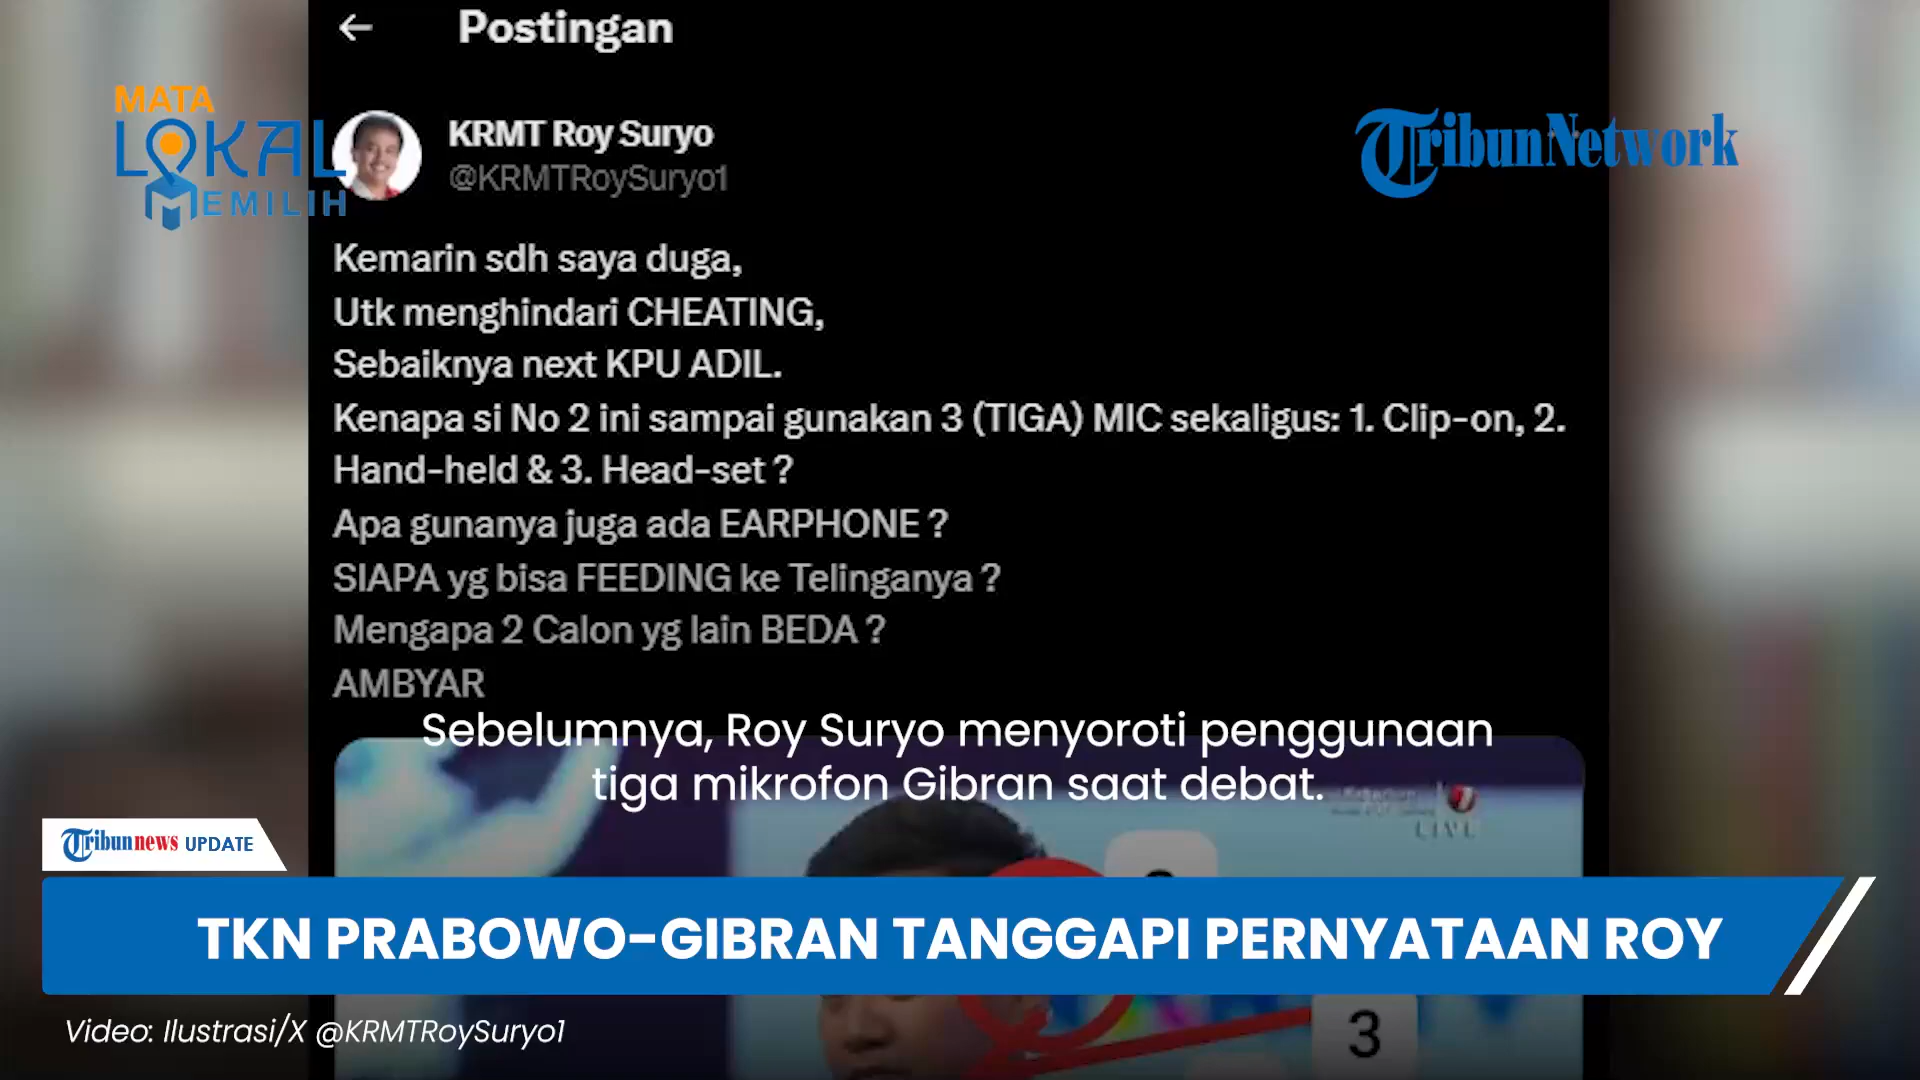 Postingan
MATA
LOKAL
MEMILIH
KRMT Roy Suryo
@KRMTRoySuryo1
TribunNetwork
Kemarin sdh saya duga,
Utk menghindari CHEATING,
Sebaiknya next KPU ADIL.
Kenapa si No 2 ini sampai gunakan 3 (TIGA) MIC sekaligus: 1. Clip-on, 2.
Hand-held & 3. Head-set ?
Apa gunanya juga ada EARPHONE ?
SIAPA yg bisa FEEDING ke Telinganya ?
Mengapa 2 Calon yg lain BEDA ?
AMBYAR
Sebelumnya, Roy Suryo menyoroti penggunaan
tiga mikrofon Gibran saat debat.
LIVE
Tribunnews UPDATE
TKN PRABOWO-GIBRAN TANGGAPI PERNYATAAN ROY
3
Video: Ilustrasi/X @KRMTRoySuryo1